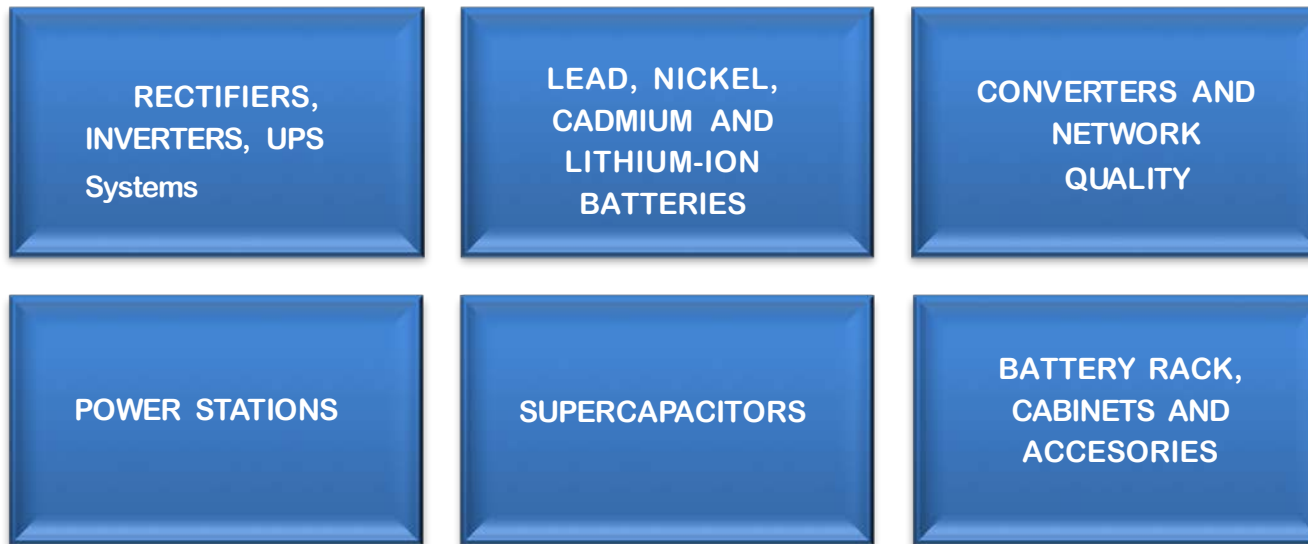 RECTIFIERS,
INVERTERS, UPS
Systems
LEAD, NICKEL,
CADMIUM AND
LITHIUM-ION
BATTERIES
CONVERTERS AND
NETWORK
QUALITY
POWER STATIONS
SUPERCAPACITORS
BATTERY RACK,
CABINETS AND
ACCESORIES